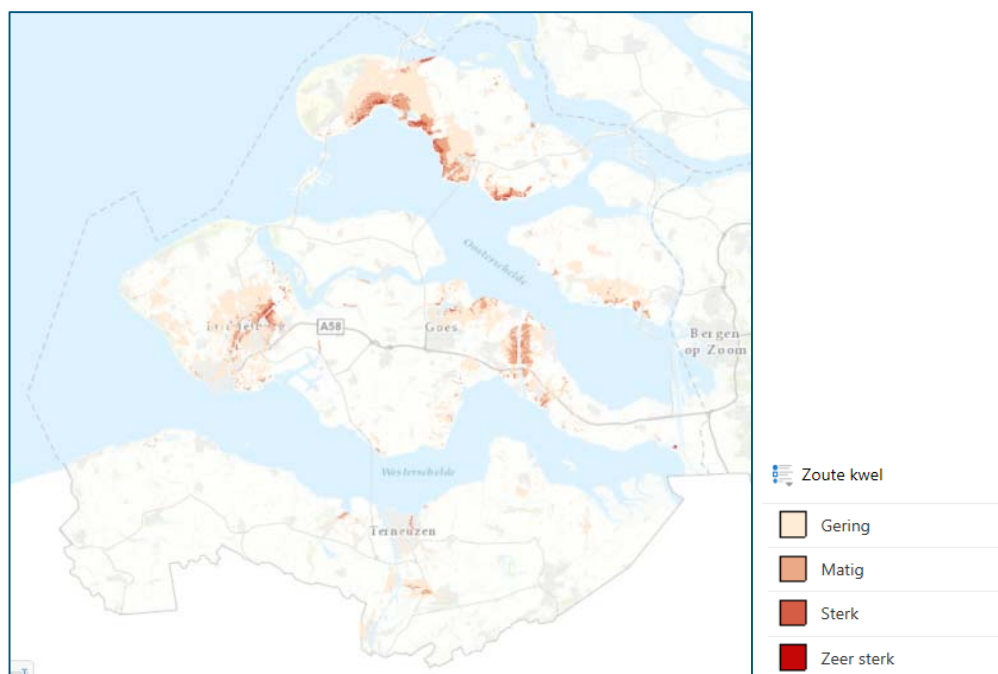 Oosterschelde
A58
Goes
Bergen
op Zoom
Westerschelde
Terneuzen
Zoute kwel
Gering
Matig
Sterk
Zeer sterk